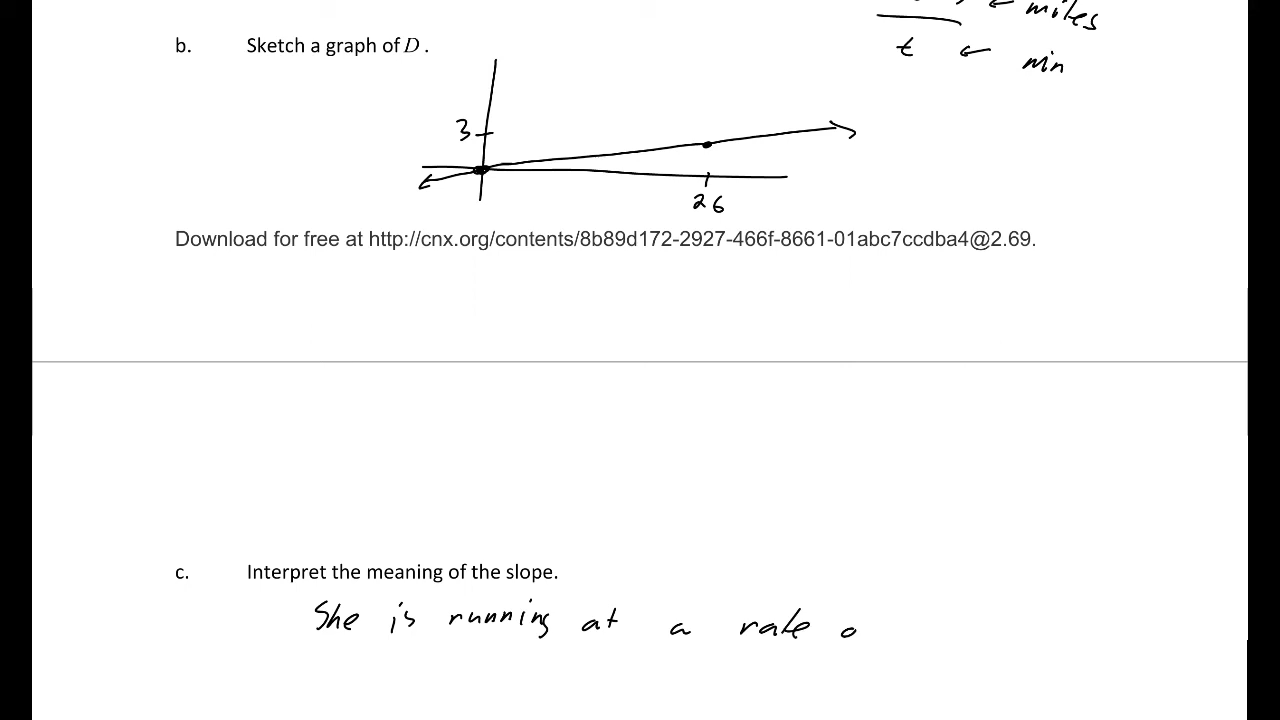 ← miles
b. Sketch a graph of D .
t ← min
3
26
Download for free at http://cnx.org/contents/8b89d172-2927-466f-8661-01abc7ccdba4@2.69.
c. Interpret the meaning of the slope.
She is running at a rate o